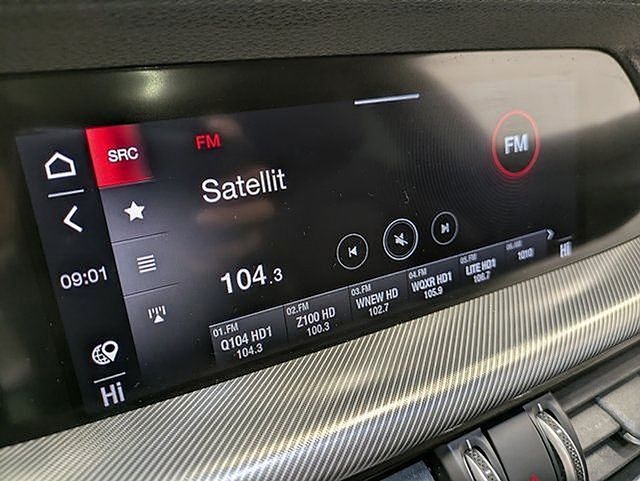 SRC
FM
FM
Satellit
09:01
104.3
01.FM
Q104 HD1
104.3
02.FM
Z100 HD
100.3
03.FM
WNEW HD
102.7
04.FM
WQXR HD1
105.9
05.FM
LITE HD1
106.7
1010
Hi
Hi